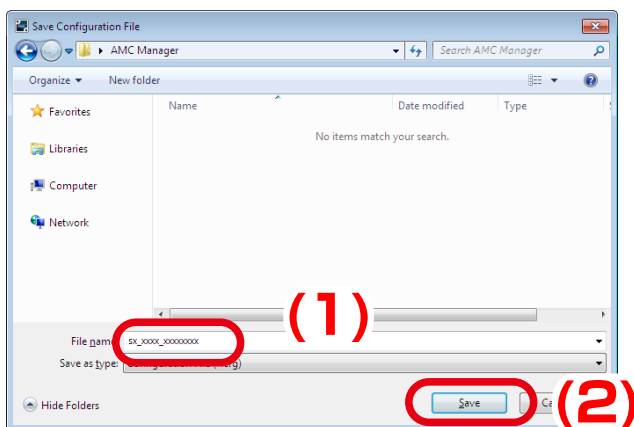 Save Configuration File
AMC Manager
Search AMC Manager
Organize
New folder
Name
Date modified
Type
Favorites
No items match your search.
Libraries
Computer
Network
(1)
File name
sx_xxxx_xxxxxxxx
Save as type:
Hide Folders
Save
(2)